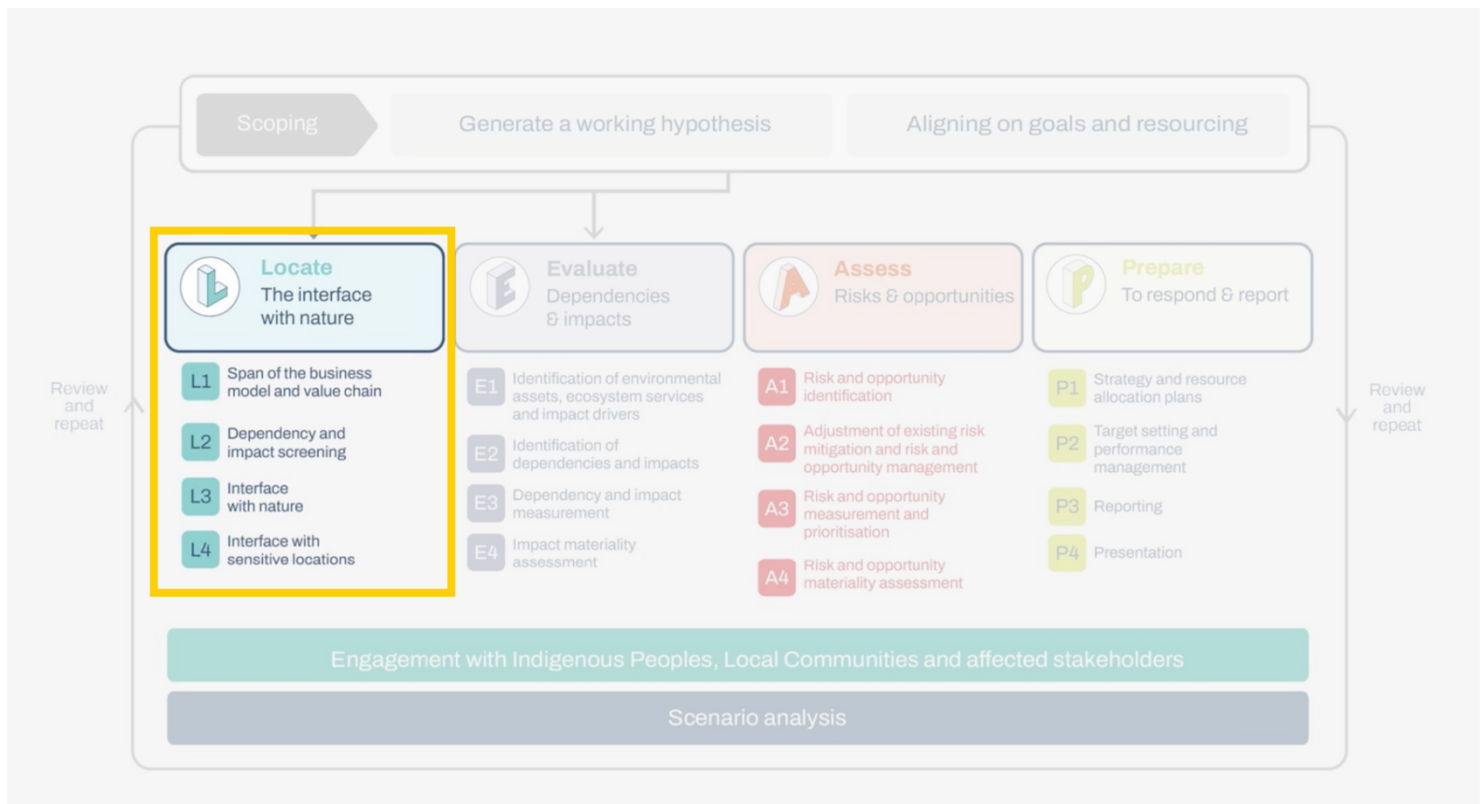 Scoping
Generate a working hypothesis
Aligning on goals and resourcing
Review
and
repeat
Locate
The interface
with nature
L1
Span of the business
model and value chain
L2
Dependency and
impact screening
L3
Interface
with nature
L4
Interface with
sensitive locations
Evaluate
Dependencies
& impacts
E1
Identification of environmental
assets, ecosystem services
and impact drivers
E2
Identification of
dependencies and impacts
E3
Dependency and impact
measurement
E4
Impact materiality
assessment
Assess
Risks & opportunities
A1
Risk and opportunity
identification
A2
Adjustment of existing risk
mitigation and risk and
opportunity management
A3
Risk and opportunity
measurement and
prioritisation
A4
Risk and opportunity
materiality assessment
Prepare
To respond & report
P1
Strategy and resource
allocation plans
P2
Target setting and
performance
management
P3
Reporting
P4
Presentation
Review
and
repeat
Engagement with Indigenous Peoples, Local Communities and affected stakeholders
Scenario analysis